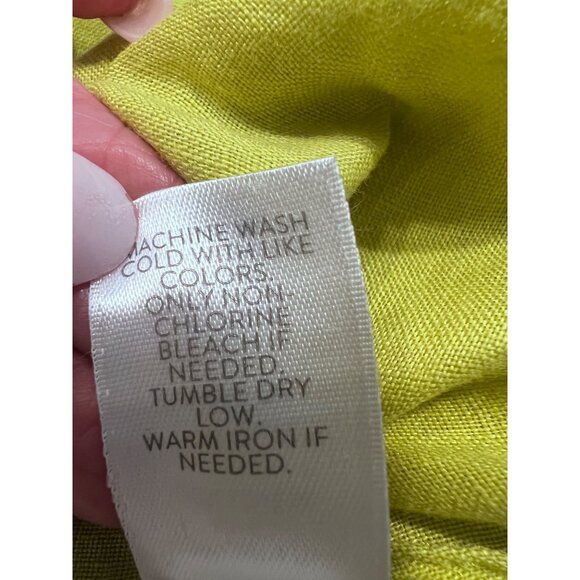 MACHINE WASH
COLD WITH LIKE
COLORS.
ONLY NON-
CHLORINE
BLEACH IF
NEEDED.
TUMBLE DRY
LOW.
WARM IRON IF
NEEDED.